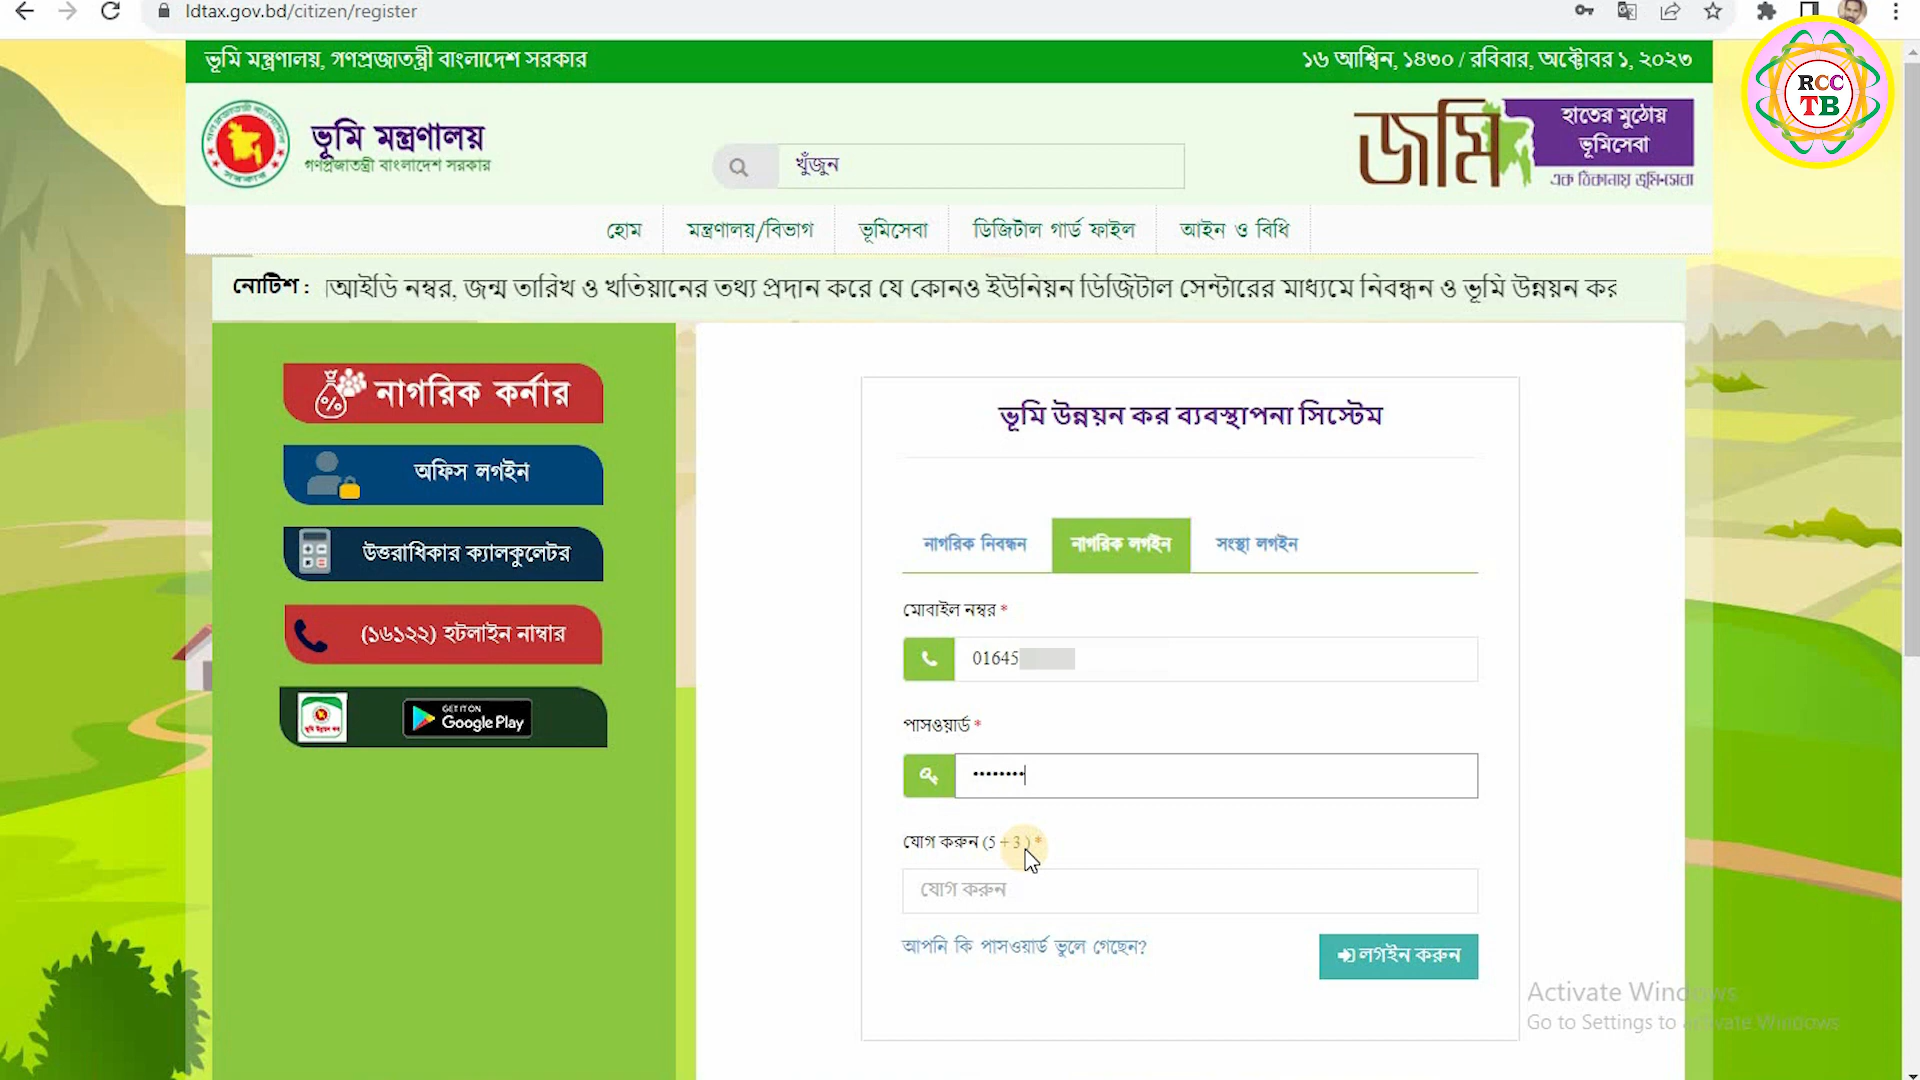 ldtax.gov.bd/citizen/register
ভূমি মন্ত্রণালয়, গণপ্রজাতন্ত্রী বাংলাদেশ সরকার
১৬ আশ্বিন, ১৪৩০ / রবিবার, অক্টোবর ১, ২০২৩
RCC
TB
ভূমি মন্ত্রণালয়
গণপ্রজাতন্ত্রী বাংলাদেশ সরকার
খুঁজুন
জমি
হাতের মুঠোয়
ভূমিসেবা
এক ঠিকানায় ভূমিসেবা
হোম
মন্ত্রণালয়/বিভাগ
ভূমিসেবা
ডিজিটাল গার্ড ফাইল
আইন ও বিধি
নোটিশ :
আইডি নম্বর, জন্ম তারিখ ও খতিয়ানের তথ্য প্রদান করে যে কোনও ইউনিয়ন ডিজিটাল সেন্টারের মাধ্যমে নিবন্ধন ও ভূমি উন্নয়ন কর
নাগরিক কর্নার
অফিস লগইন
উত্তরাধিকার ক্যালকুলেটর
(১৬১২২) হটলাইন নাম্বার
GET IT ON
Google Play
ভূমি উন্নয়ন কর ব্যবস্থাপনা সিস্টেম
নাগরিক নিবন্ধন
নাগরিক লগইন
সংস্থা লগইন
মোবাইল নম্বর *
01645
পাসওয়ার্ড *
••••••••
যোগ করুন (5 + 3 ) *
যোগ করুন
আপনি কি পাসওয়ার্ড ভুলে গেছেন?
লগইন করুন
Activate Windows
Go to Settings to activate Windows